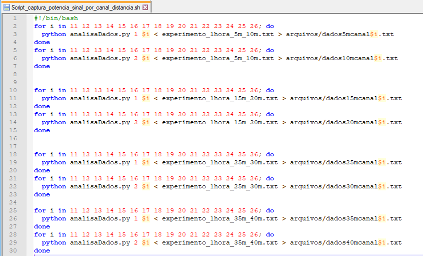 Script_captura_potencia_sinal_por_canal_distancia.sh
1 #!/bin/bash
2 for i in 11 12 13 14 15 16 17 18 19 20 21 22 23 24 25 26; do
3 python analisaDados.py 1 $i < experimento_1hora_5m_10m.txt > arquivos/dados5mcanal$i.txt
4 done
5 for i in 11 12 13 14 15 16 17 18 19 20 21 22 23 24 25 26; do
6 python analisaDados.py 3 $i < experimento_1hora_5m_10m.txt > arquivos/dados10mcanal$i.txt
7 done
8
9
10 for i in 11 12 13 14 15 16 17 18 19 20 21 22 23 24 25 26; do
11 python analisaDados.py 1 $i < experimento_1hora_15m_20m.txt > arquivos/dados15mcanal$i.txt
12 done
13 for i in 11 12 13 14 15 16 17 18 19 20 21 22 23 24 25 26; do
14 python analisaDados.py 3 $i < experimento_1hora_15m_20m.txt > arquivos/dados20mcanal$i.txt
15 done
16
17
18 for i in 11 12 13 14 15 16 17 18 19 20 21 22 23 24 25 26; do
19 python analisaDados.py 1 $i < experimento_1hora_25m_30m.txt > arquivos/dados25mcanal$i.txt
20 done
21 for i in 11 12 13 14 15 16 17 18 19 20 21 22 23 24 25 26; do
22 python analisaDados.py 3 $i < experimento_1hora_25m_30m.txt > arquivos/dados30mcanal$i.txt
23 done
24
25 for i in 11 12 13 14 15 16 17 18 19 20 21 22 23 24 25 26; do
26 python analisaDados.py 1 $i < experimento_1hora_35m_40m.txt > arquivos/dados35mcanal$i.txt
27 done
28 for i in 11 12 13 14 15 16 17 18 19 20 21 22 23 24 25 26; do
29 python analisaDados.py 3 $i < experimento_1hora_35m_40m.txt > arquivos/dados40mcanal$i.txt
30 done